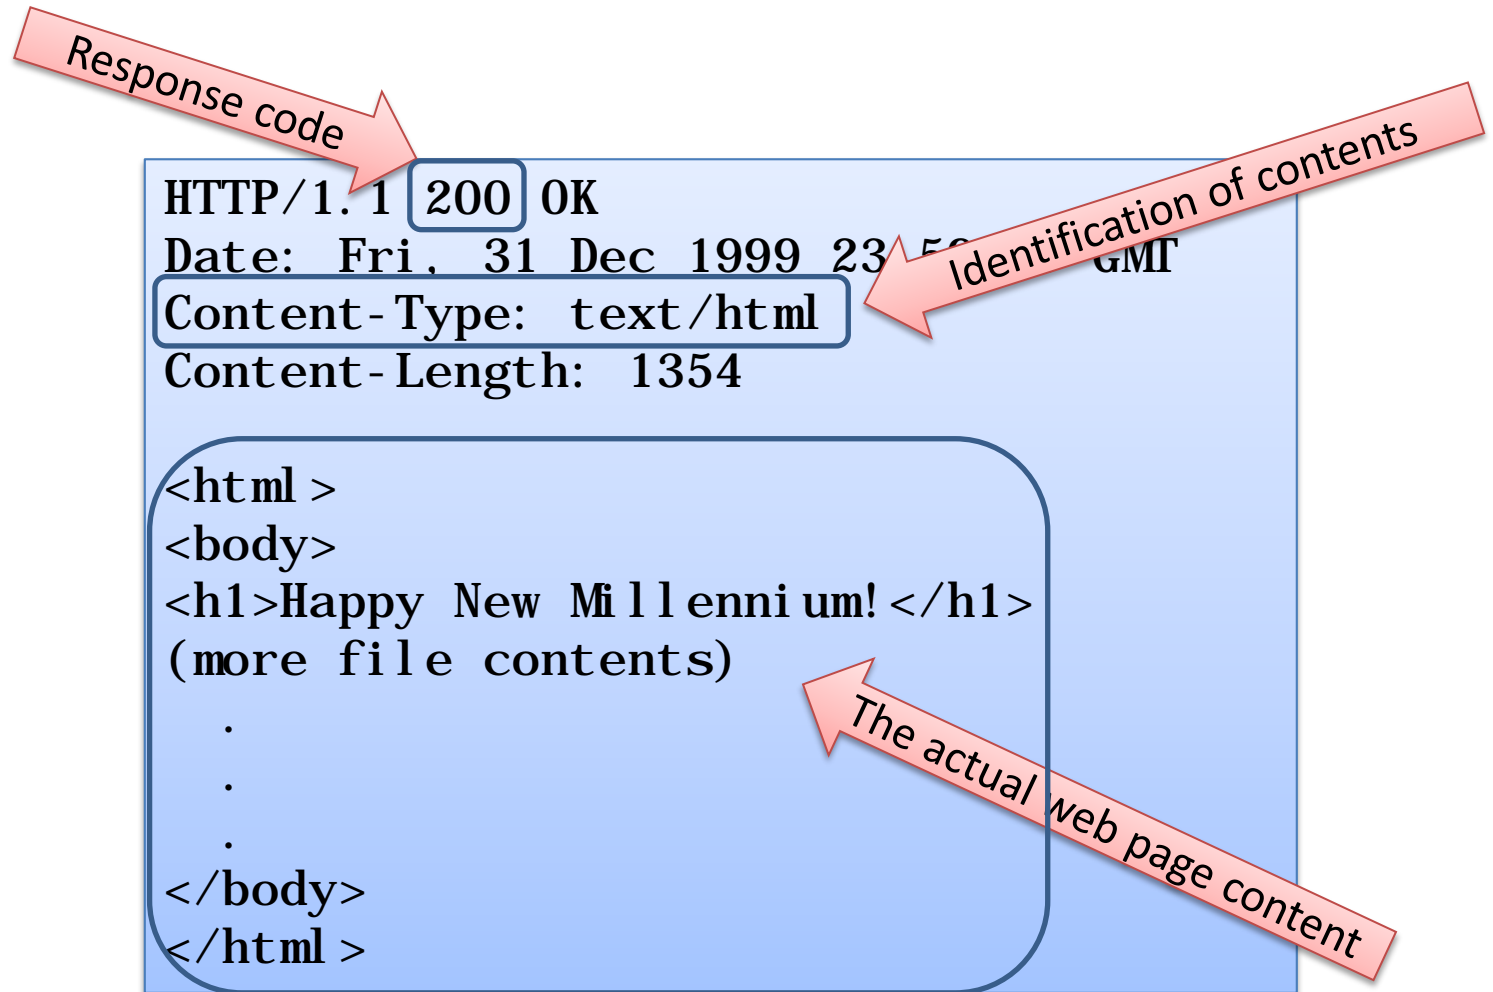 Response code
Identification of contents
HTTP/1.1 200 OK
Date: Fri, 31 Dec 1999 23 GMT
Content-Type: text/html
Content-Length: 1354
<html>
<body>
<h1>Happy New Millennium!</h1>
(more file contents)
.
.
.
The actual web page content
</body>
</html>